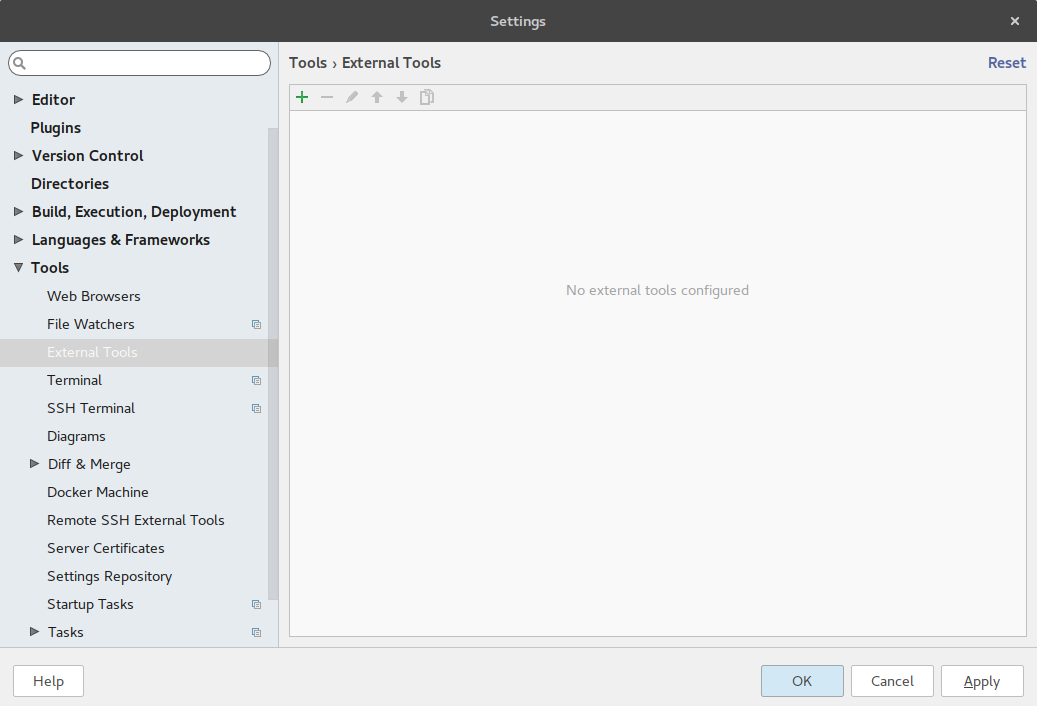 Settings
Tools › External Tools
Reset
Editor
Plugins
Version Control
Directories
Build, Execution, Deployment
Languages & Frameworks
Tools
Web Browsers
File Watchers
External Tools
Terminal
SSH Terminal
Diagrams
Diff & Merge
Docker Machine
Remote SSH External Tools
Server Certificates
Settings Repository
Startup Tasks
Tasks
No external tools configured
Help
OK
Cancel
Apply